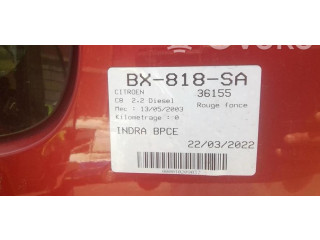 BX-818-SA
CITROEN 36155
C8 2.2 Diesel Rouge fonce
Mec : 13/05/2003
Kilometrage : 0
INDRA BPCE
22/03/2022